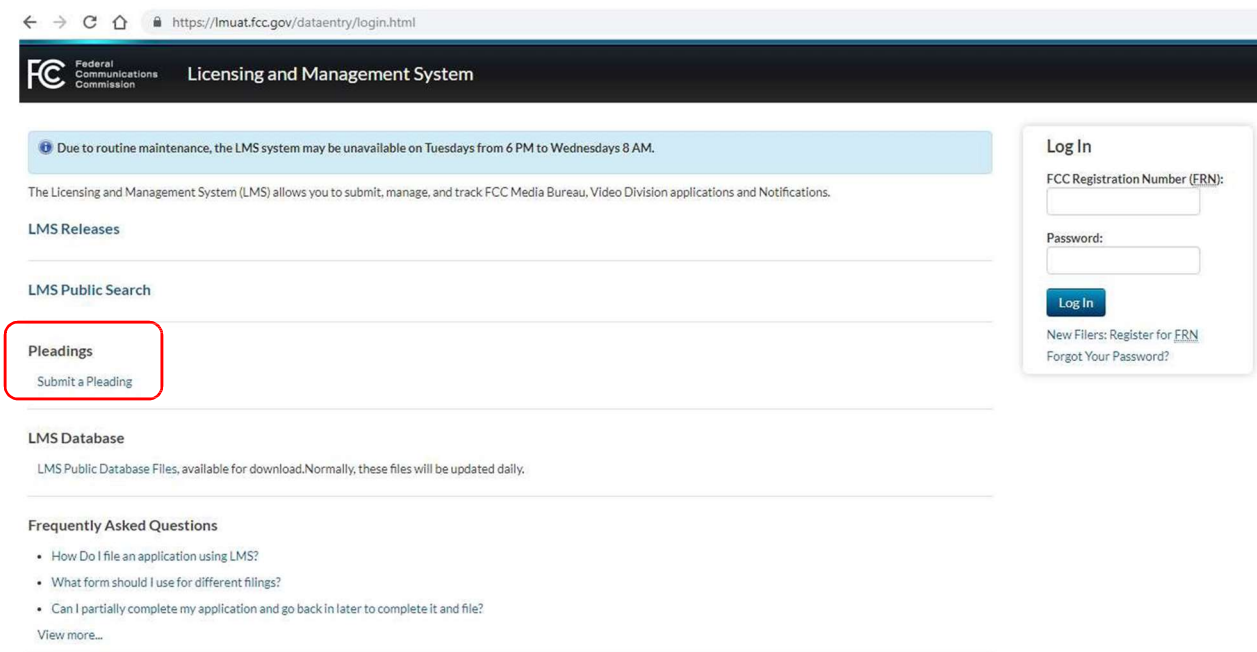 https://lmuat.fcc.gov/dataentry/login.html
FCC Federal Communications Commission
Licensing and Management System
Due to routine maintenance, the LMS system may be unavailable on Tuesdays from 6 PM to Wednesdays 8 AM.
The Licensing and Management System (LMS) allows you to submit, manage, and track FCC Media Bureau, Video Division applications and Notifications.
LMS Releases
LMS Public Search
Pleadings
Submit a Pleading
LMS Database
LMS Public Database Files, available for download.Normally, these files will be updated daily.
Frequently Asked Questions
• How Do I file an application using LMS?
• What form should I use for different filings?
• Can I partially complete my application and go back in later to complete it and file?
View more...
Log In
FCC Registration Number (FRN):
Password:
Log In
New Filers: Register for FRN
Forgot Your Password?